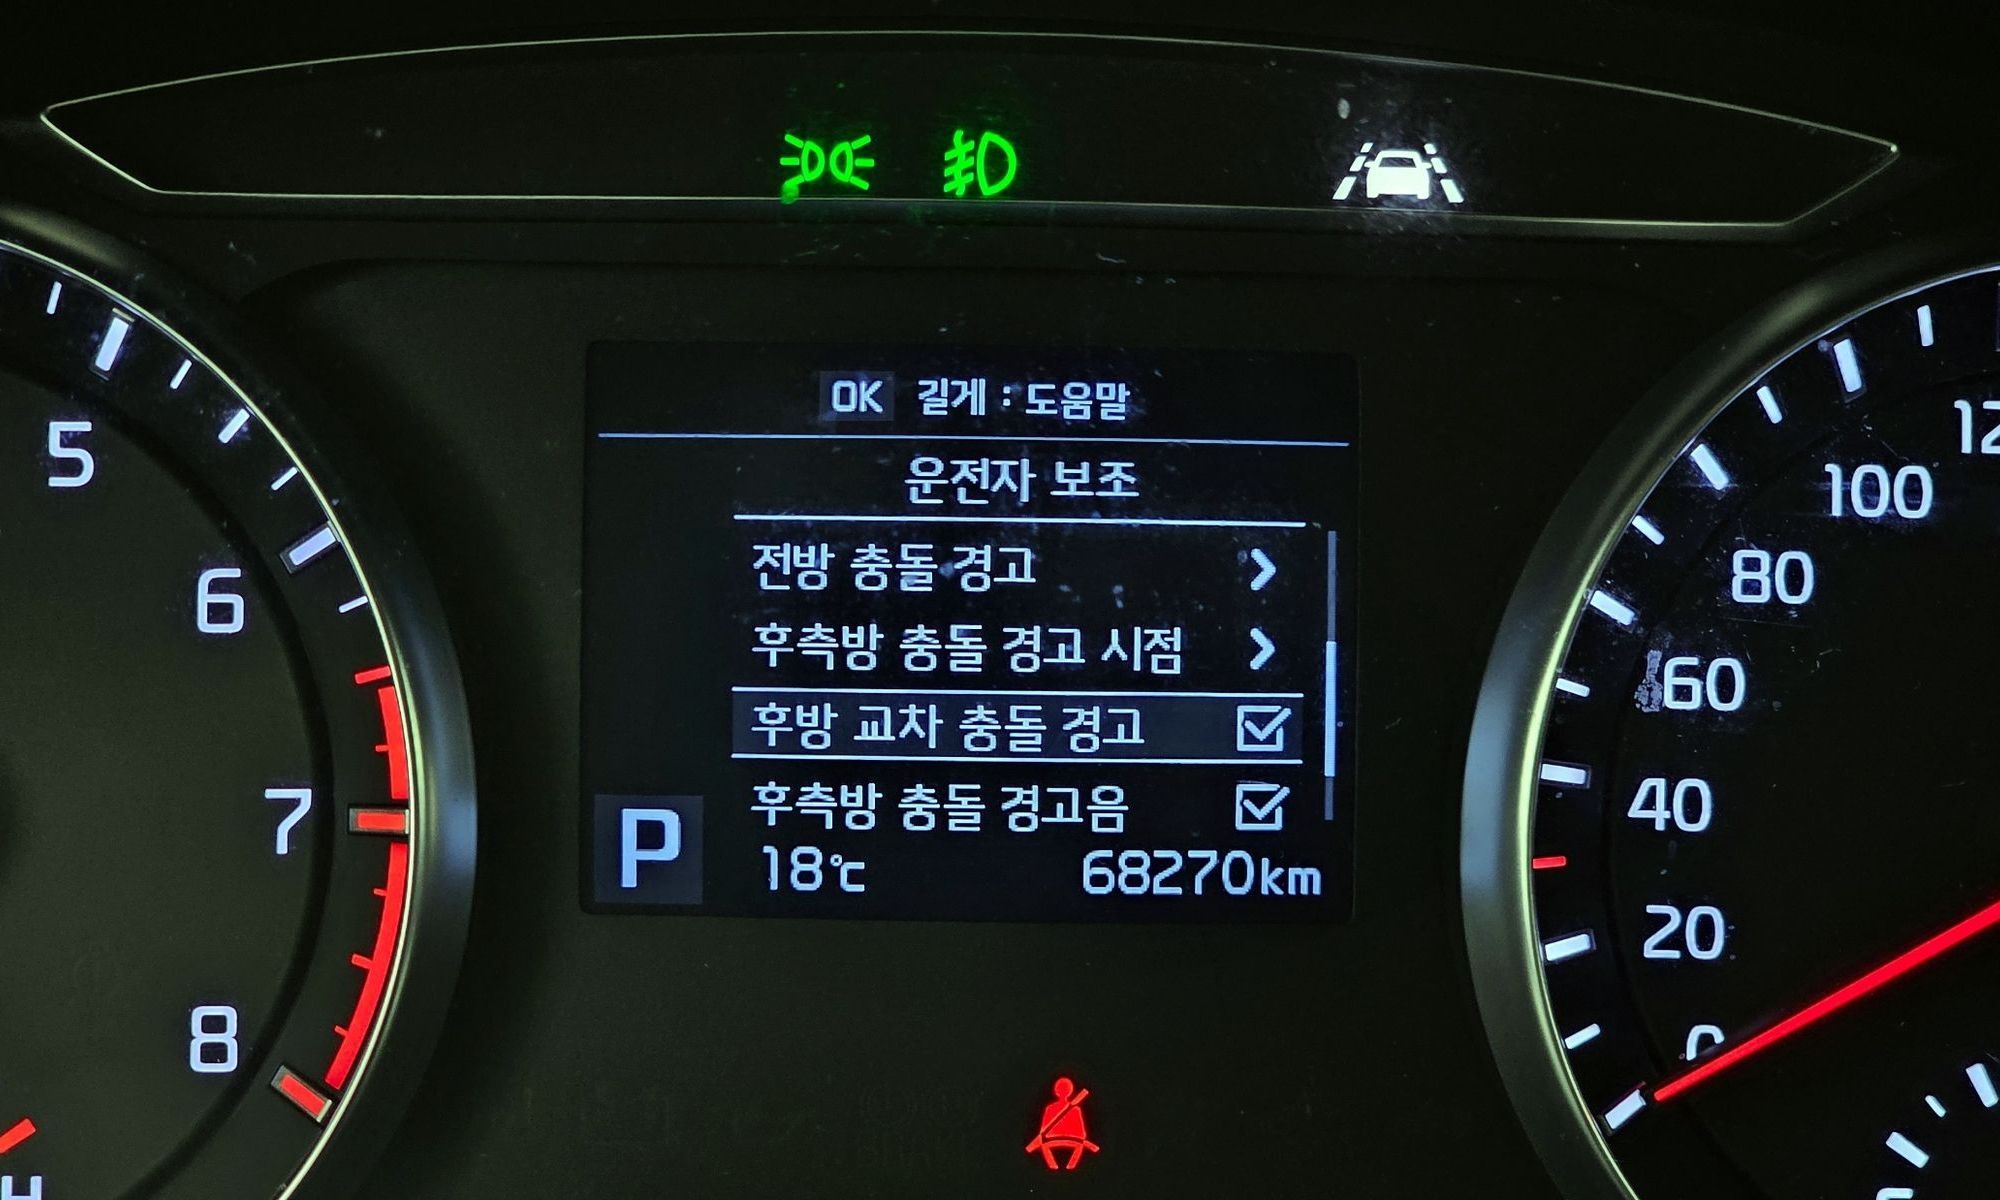 OK 길게 : 도움말
운전자 보조
전방 충돌 경고
후측방 충돌 경고 시점
후방 교차 충돌 경고
후측방 충돌 경고음
P 18℃ 68270km
5
6
7
8
H
100
80
60
40
20
0